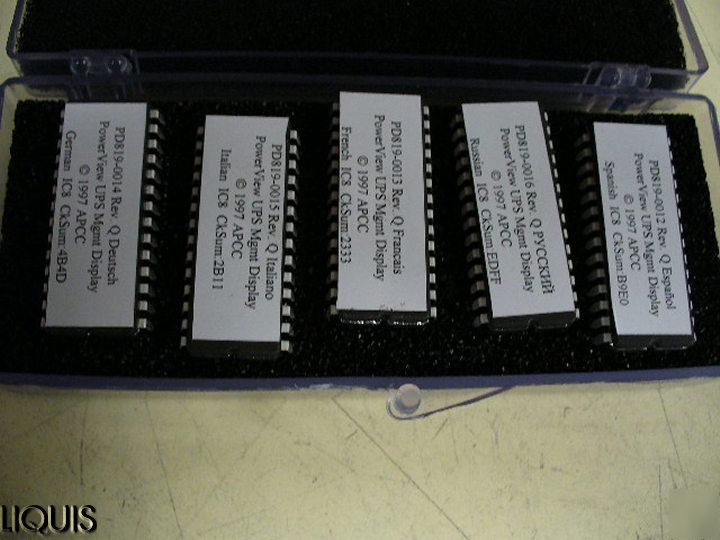 PD819-0014 Rev. Q Deutsch
PowerView UPS Mgmt Display
© 1997 APCC
German IC8 CkSum:4B4D
PD819-0015 Rev. Q Italiano
PowerView UPS Mgmt Display
© 1997 APCC
Italian IC8 CkSum:2B11
PD819-0013 Rev. Q Francais
PowerView UPS Mgmt Display
© 1997 APCC
French IC8 CkSum:2333
PD819-0016 Rev. Q РУССКИЙ
PowerView UPS Mgmt Display
© 1997 APCC
Russian IC8 CkSum:EDFF
PD819-0012 Rev. Q Español
PowerView UPS Mgmt Display
© 1997 APCC
Spanish IC8 CkSum:B9E0
LIQUIS